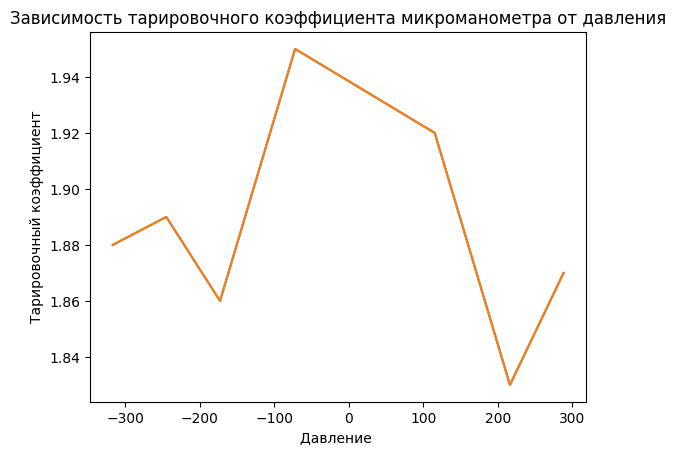 Зависимость тарировочного коэффициента микроманометра от давления
Тарировочный коэффициент
1.94
1.92
1.90
1.88
1.86
1.84
−300 −200 −100 0 100 200 300
Давление